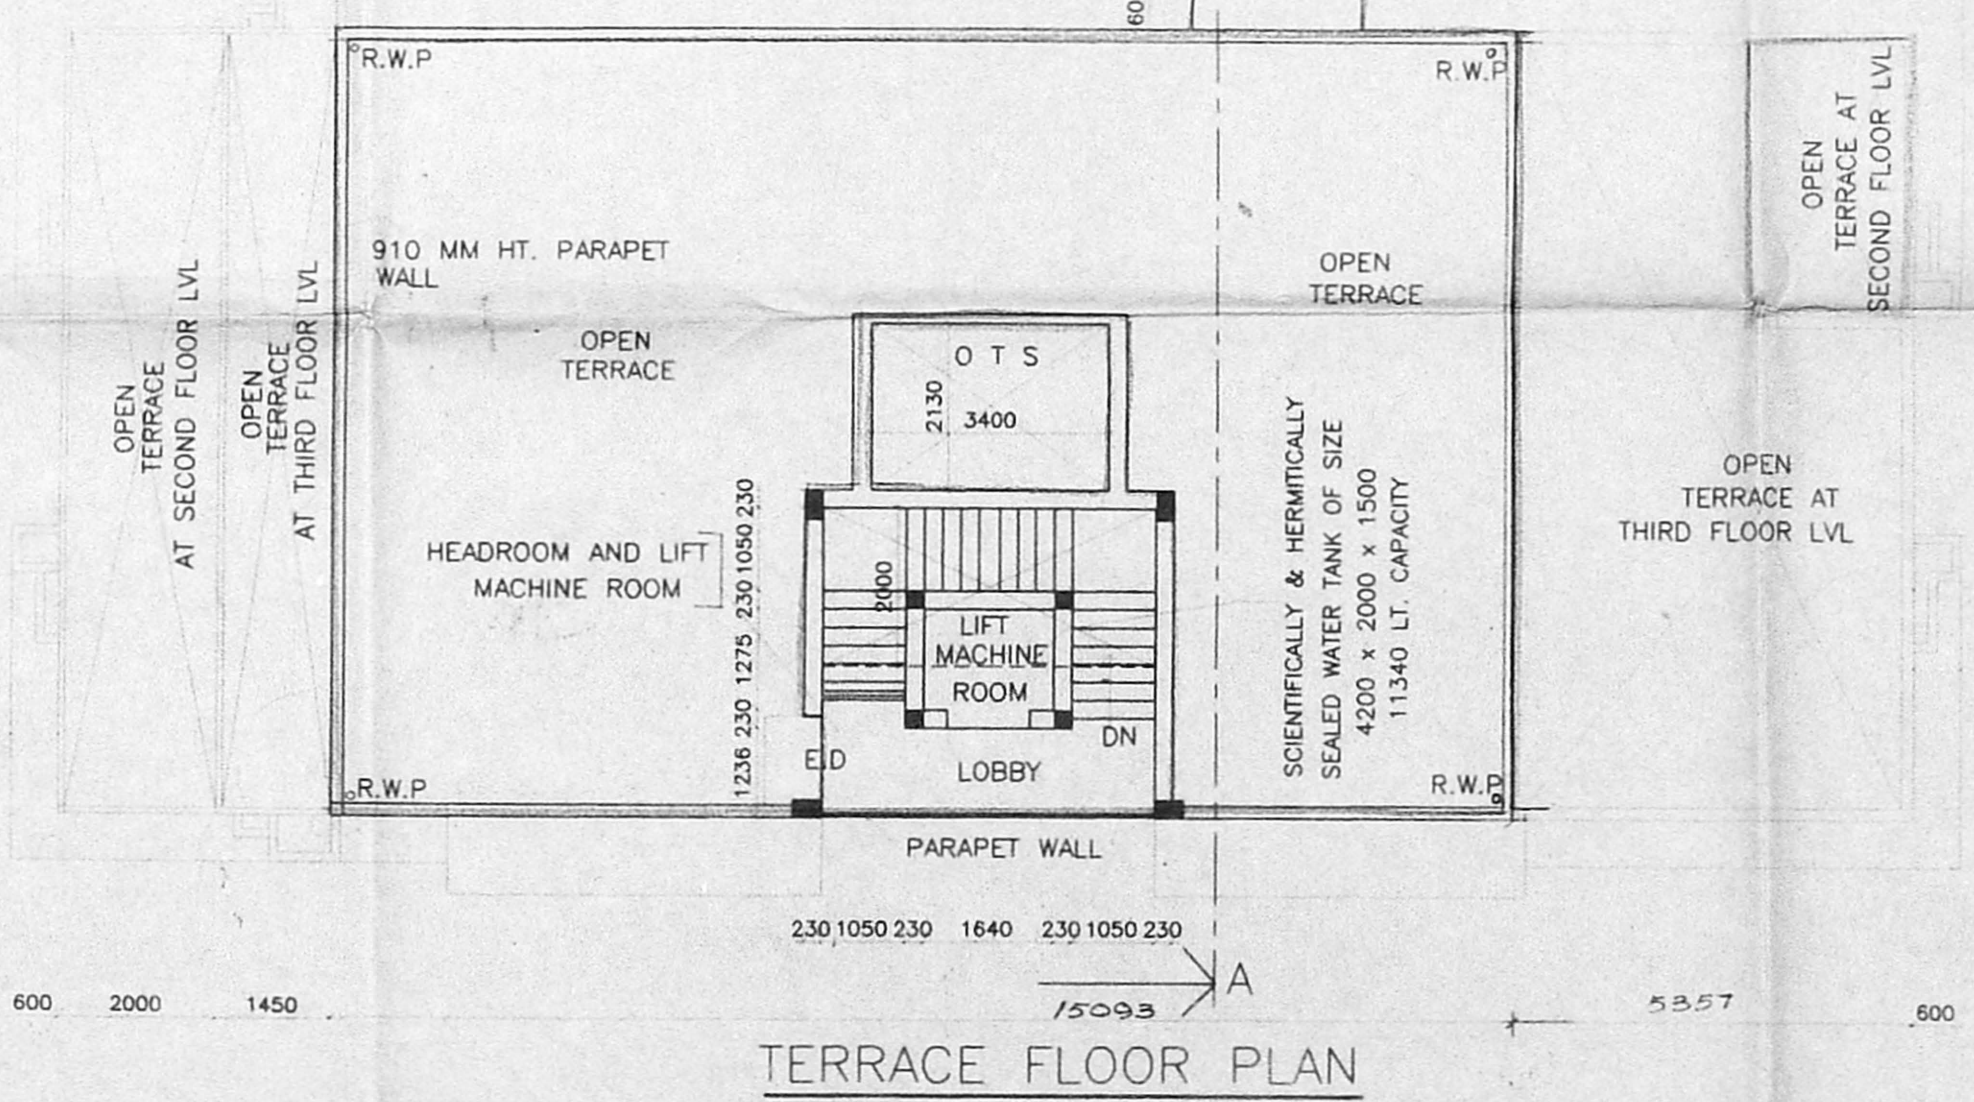 60
R.W.P
R.W.P
OPEN
TERRACE AT
SECOND FLOOR LVL
910 MM HT. PARAPET
WALL
OPEN
TERRACE
OPEN
TERRACE
OPEN
TERRACE
AT SECOND FLOOR LVL
OPEN
TERRACE
AT THIRD FLOOR LVL
O T S
2130
3400
SCIENTIFICALLY & HERMITICALLY
SEALED WATER TANK OF SIZE
4200 x 2000 x 1500
11340 LT. CAPACITY
OPEN
TERRACE AT
THIRD FLOOR LVL
HEADROOM AND LIFT
MACHINE ROOM
1236 230 1275 230 1050 230
2000
LIFT
MACHINE
ROOM
DN
E.D
LOBBY
R.W.P
R.W.P
PARAPET WALL
230 1050 230 1640 230 1050 230
A
600 2000 1450 15093 5357 600
TERRACE FLOOR PLAN